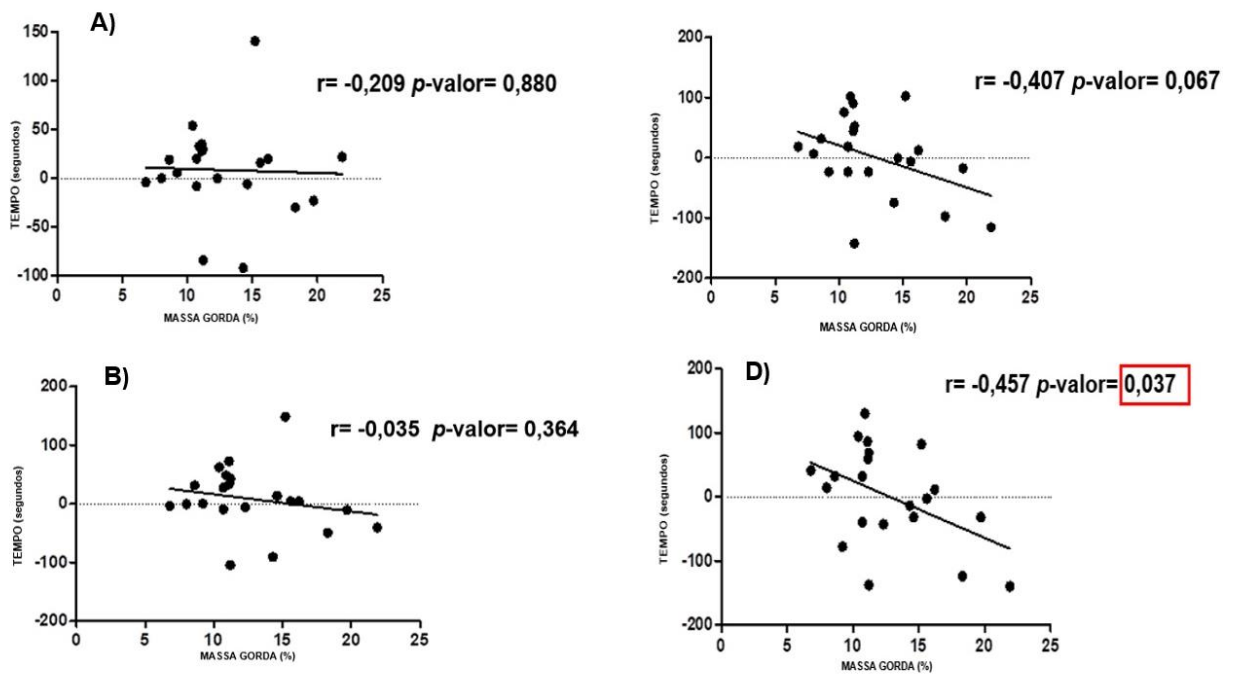 A)
r= -0,209 p-valor= 0,880
150
100
50
0
-50
-100
0 5 10 15 20 25
TEMPO (segundos)
MASSA GORDA (%)
r= -0,407 p-valor= 0,067
200
100
0
-100
-200
0 5 10 15 20 25
TEMPO (segundos)
MASSA GORDA (%)
B)
r= -0,035 p-valor= 0,364
200
100
0
-100
-200
0 5 10 15 20 25
TEMPO (segundos)
MASSA GORDA (%)
D)
r= -0,457 p-valor= 0,037
200
100
0
-100
-200
0 5 10 15 20 25
TEMPO (segundos)
MASSA GORDA (%)